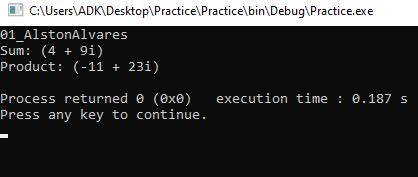 C:\Users\ADK\Desktop\Practice\Practice\bin\Debug\Practice.exe
01_AlstonAlvares
Sum: (4 + 9i)
Product: (-11 + 23i)
Process returned 0 (0x0)   execution time : 0.187 s
Press any key to continue.